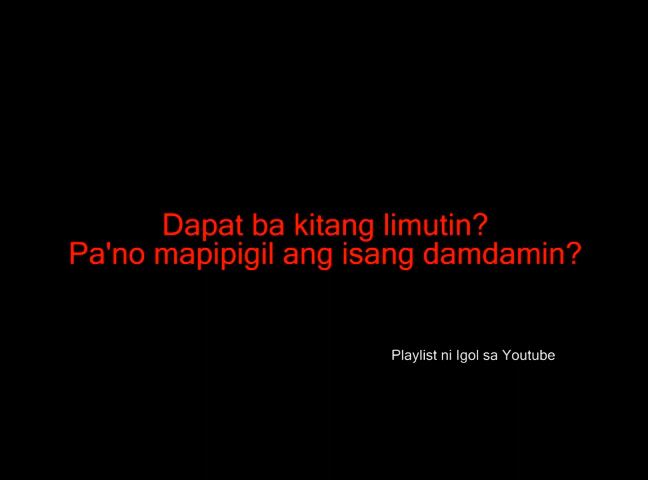 Dapat ba kitang limutin?
Pa'no mapipigil ang isang damdamin?
Playlist ni Igol sa Youtube